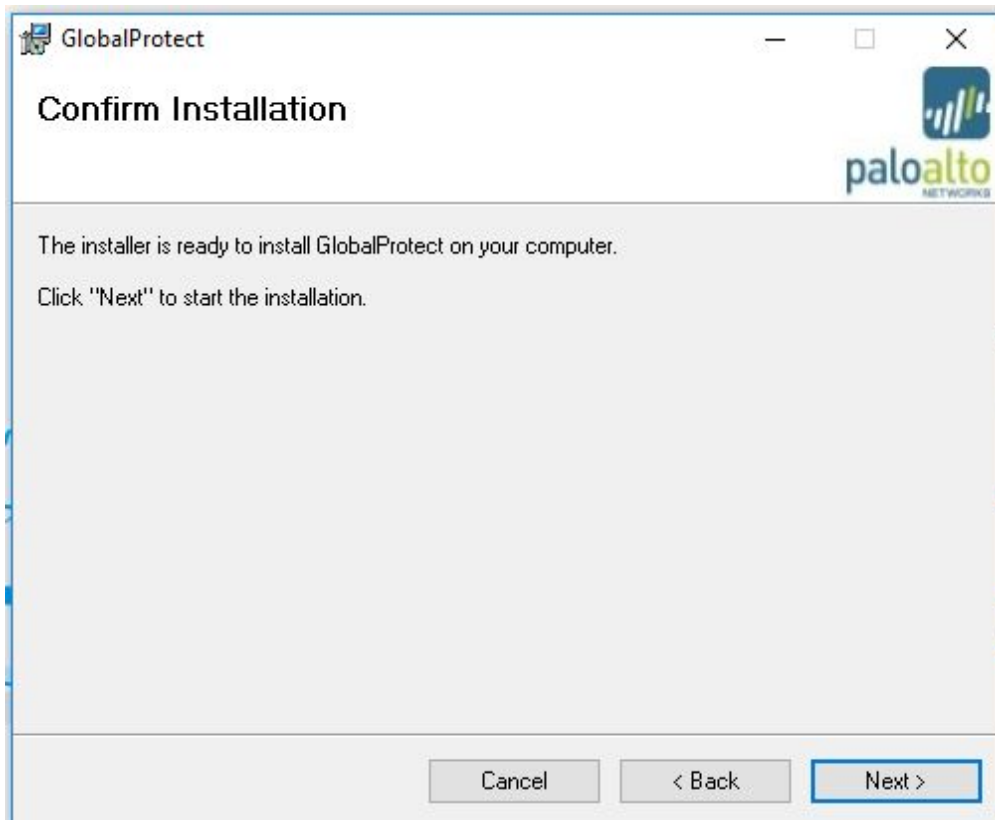 GlobalProtect
Confirm Installation
paloalto
NETWORKS
The installer is ready to install GlobalProtect on your computer.
Click "Next" to start the installation.
Cancel
< Back
Next >